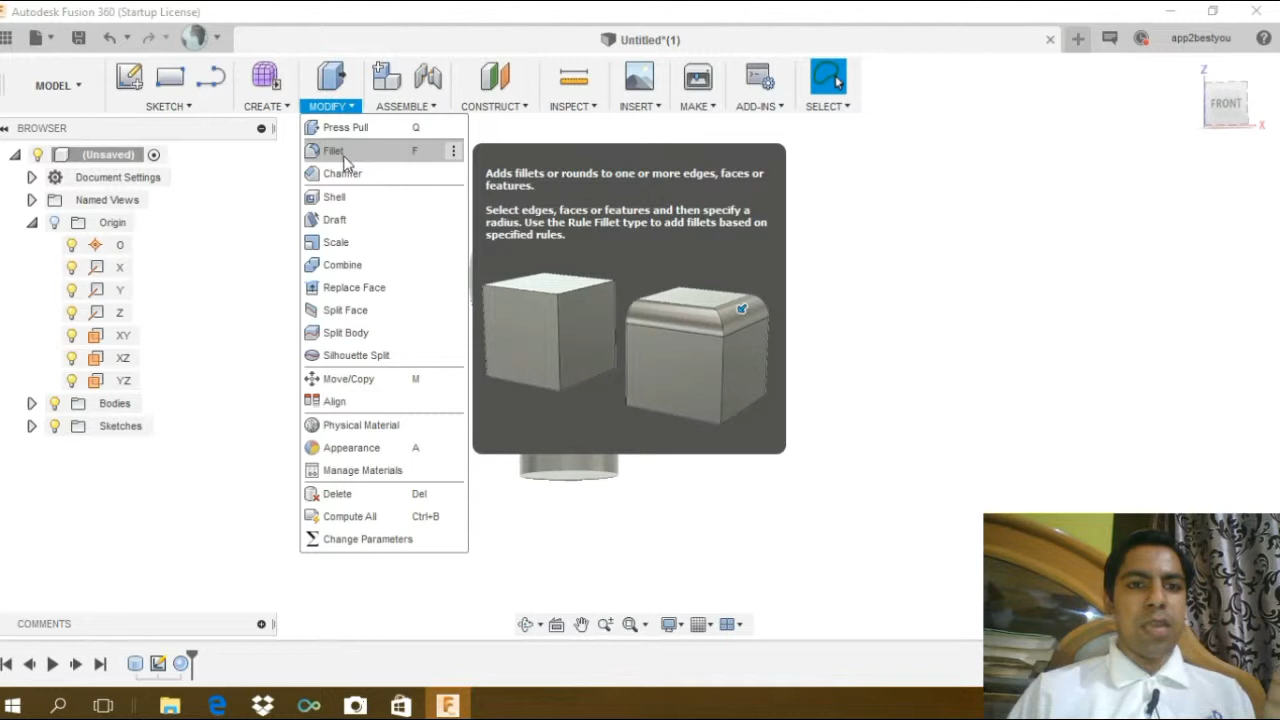 Autodesk Fusion 360 (Startup License)
Untitled*(1)
app2bestyou
MODEL
SKETCH
CREATE
MODIFY
ASSEMBLE
CONSTRUCT
INSPECT
INSERT
MAKE
ADD-INS
SELECT
Z
FRONT
X
BROWSER
(Unsaved)
Document Settings
Named Views
Origin
O
X
Y
Z
XY
XZ
YZ
Bodies
Sketches
Press Pull Q
Fillet F
Chamfer
Shell
Draft
Scale
Combine
Replace Face
Split Face
Split Body
Silhouette Split
Move/Copy M
Align
Physical Material
Appearance A
Manage Materials
Delete Del
Compute All Ctrl+B
Change Parameters
Adds fillets or rounds to one or more edges, faces or
features.
Select edges, faces or features and then specify a
radius. Use the Rule Fillet type to add fillets based on
specified rules.
COMMENTS